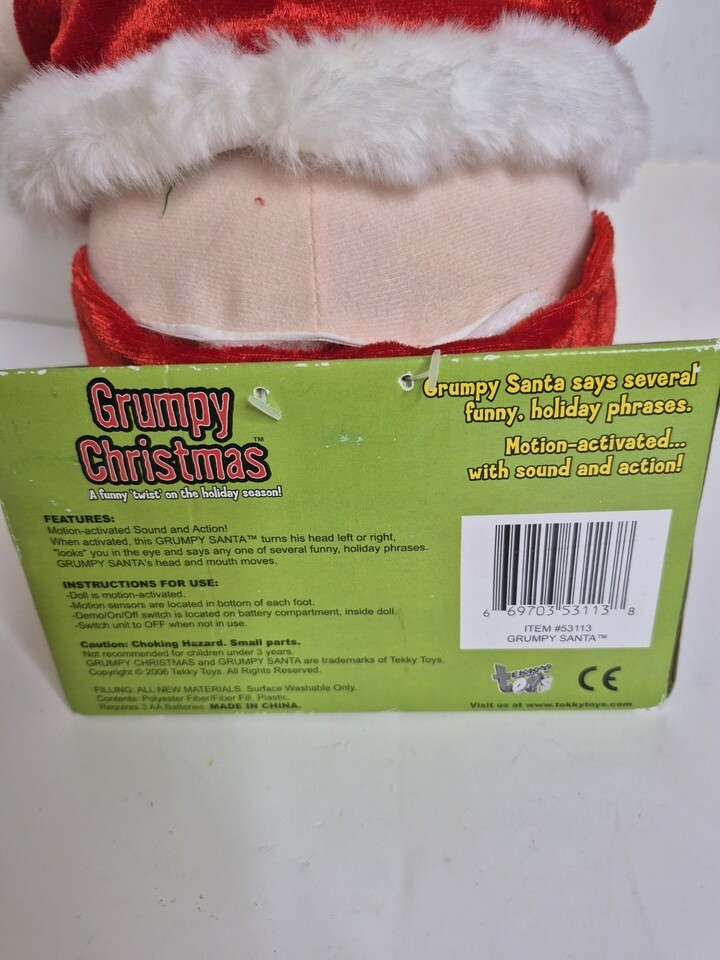 Grumpy
Christmas™
A funny 'twist' on the holiday season!
Grumpy Santa says several
funny, holiday phrases.
Motion-activated...
with sound and action!
FEATURES:
Motion-activated Sound and Action!
When activated, this GRUMPY SANTA™ turns his head left or right,
"looks" you in the eye and says any one of several funny, holiday phrases.
GRUMPY SANTA's head and mouth moves.
INSTRUCTIONS FOR USE:
-Doll is motion-activated.
-Motion sensors are located in bottom of each foot.
-Demo/On/Off switch is located on battery compartment, inside doll.
-Switch unit to OFF when not in use.
Caution: Choking Hazard. Small parts.
Not recommended for children under 3 years.
GRUMPY CHRISTMAS and GRUMPY SANTA are trademarks of Tekky Toys.
Copyright © 2006 Tekky Toys. All Rights Reserved.
FILLING: ALL NEW MATERIALS. Surface Washable Only.
Contents: Polyester Fiber/Fiber Fill, Plastic.
Requires 3 AA Batteries. MADE IN CHINA.
6 69703 53113 8
ITEM #53113
GRUMPY SANTA™
TEKKY
toys
CE
Visit us at www.tekkytoys.com